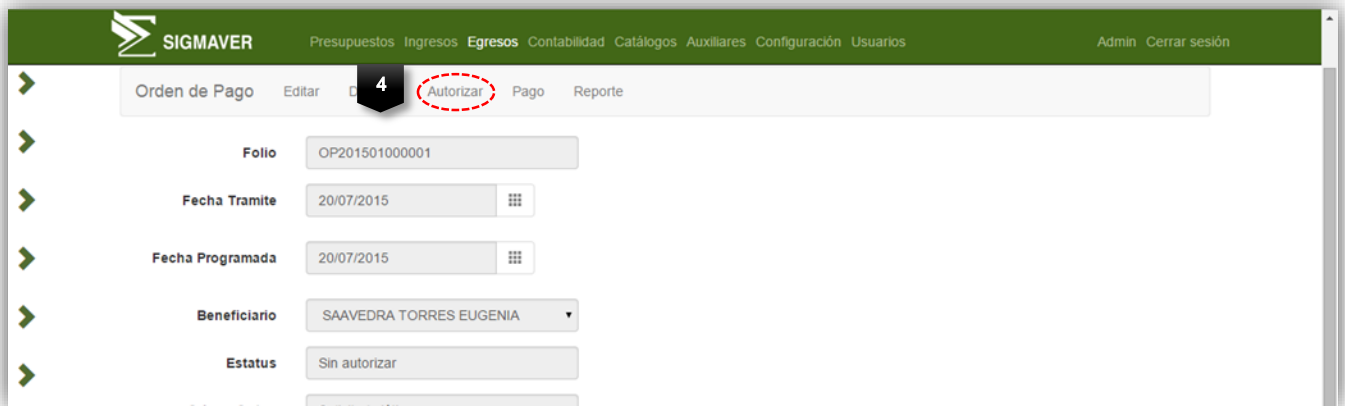 SIGMAVER Presupuestos Ingresos Egresos Contabilidad Catálogos Auxiliares Configuración Usuarios Admin Cerrar sesión
Orden de Pago Editar 4 Autorizar Pago Reporte
Folio OP201501000001
Fecha Tramite 20/07/2015
Fecha Programada 20/07/2015
Beneficiario SAAVEDRA TORRES EUGENIA
Estatus Sin autorizar